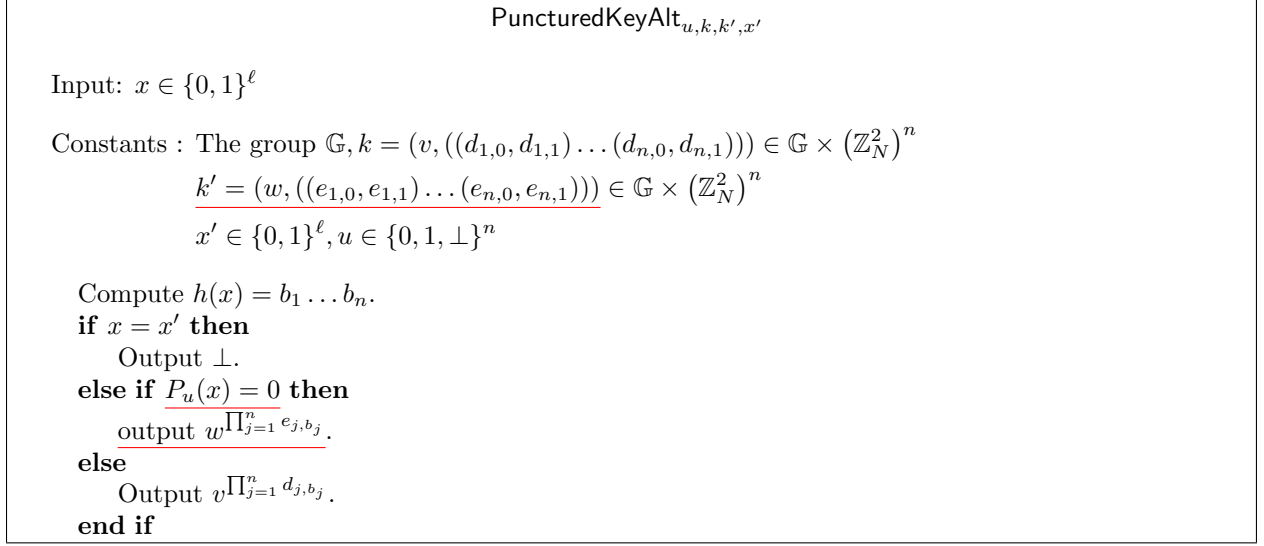 PuncturedKeyAlt_{u,k,k′,x′}
Input: x ∈ {0, 1}^ℓ
Constants : The group 𝔾, k = (v, ((d_{1,0}, d_{1,1}) … (d_{n,0}, d_{n,1}))) ∈ 𝔾 × (ℤ_N^2)^n
k′ = (w, ((e_{1,0}, e_{1,1}) … (e_{n,0}, e_{n,1}))) ∈ 𝔾 × (ℤ_N^2)^n
x′ ∈ {0, 1}^ℓ, u ∈ {0, 1, ⊥}^n
Compute h(x) = b_1 … b_n.
if x = x′ then
Output ⊥.
else if P_u(x) = 0 then
output w^{∏_{j=1}^n e_{j,b_j}}.
else
Output v^{∏_{j=1}^n d_{j,b_j}}.
end if